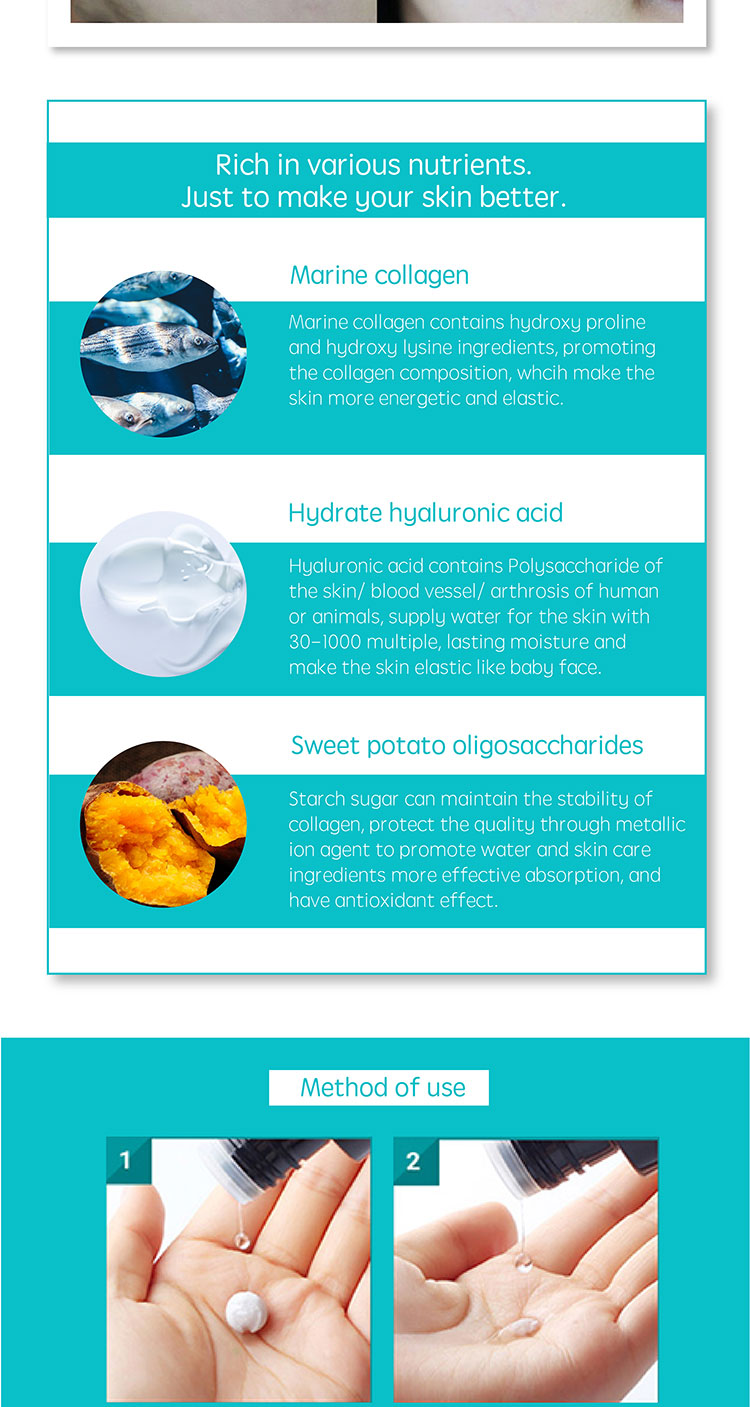 Rich in various nutrients.
Just to make your skin better.
Marine collagen
Marine collagen contains hydroxy proline
and hydroxy lysine ingredients, promoting
the collagen composition, whcih make the
skin more energetic and elastic.
Hydrate hyaluronic acid
Hyaluronic acid contains Polysaccharide of
the skin/ blood vessel/ arthrosis of human
or animals, supply water for the skin with
30-1000 multiple, lasting moisture and
make the skin elastic like baby face.
Sweet potato oligosaccharides
Starch sugar can maintain the stability of
collagen, protect the quality through metallic
ion agent to promote water and skin care
ingredients more effective absorption, and
have antioxidant effect.
Method of use
1
2